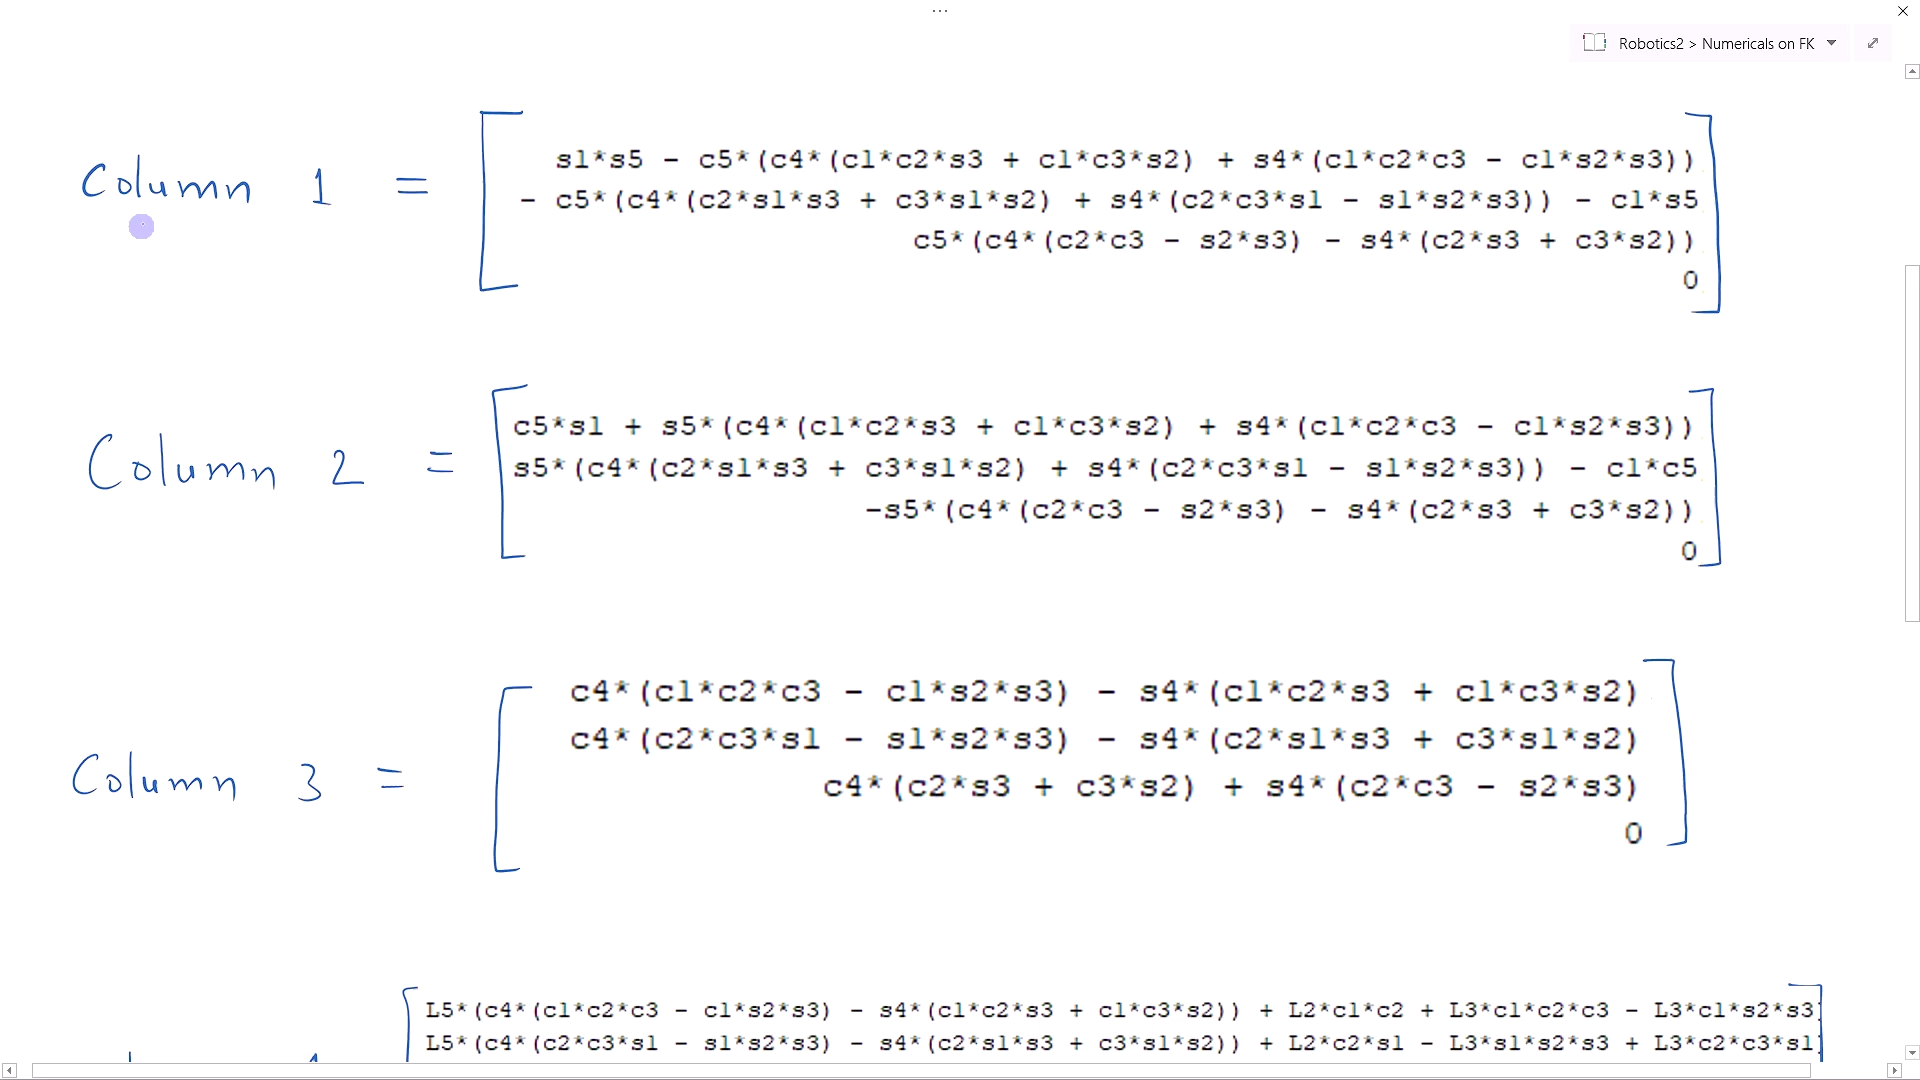 ...
Robotics2 > Numericals on FK
Column 1 =
s1*s5 - c5*(c4*(c1*c2*s3 + c1*c3*s2) + s4*(c1*c2*c3 - c1*s2*s3))
- c5*(c4*(c2*s1*s3 + c3*s1*s2) + s4*(c2*c3*s1 - s1*s2*s3)) - c1*s5
c5*(c4*(c2*c3 - s2*s3) - s4*(c2*s3 + c3*s2))
0
Column 2 =
c5*s1 + s5*(c4*(c1*c2*s3 + c1*c3*s2) + s4*(c1*c2*c3 - c1*s2*s3))
s5*(c4*(c2*s1*s3 + c3*s1*s2) + s4*(c2*c3*s1 - s1*s2*s3)) - c1*c5
-s5*(c4*(c2*c3 - s2*s3) - s4*(c2*s3 + c3*s2))
0
Column 3 =
c4*(c1*c2*c3 - c1*s2*s3) - s4*(c1*c2*s3 + c1*c3*s2)
c4*(c2*c3*s1 - s1*s2*s3) - s4*(c2*s1*s3 + c3*s1*s2)
c4*(c2*s3 + c3*s2) + s4*(c2*c3 - s2*s3)
0
L5*(c4*(c1*c2*c3 - c1*s2*s3) - s4*(c1*c2*s3 + c1*c3*s2)) + L2*c1*c2 + L3*c1*c2*c3 - L3*c1*s2*s3
L5*(c4*(c2*c3*s1 - s1*s2*s3) - s4*(c2*s1*s3 + c3*s1*s2)) + L2*c2*s1 - L3*s1*s2*s3 + L3*c2*c3*s1